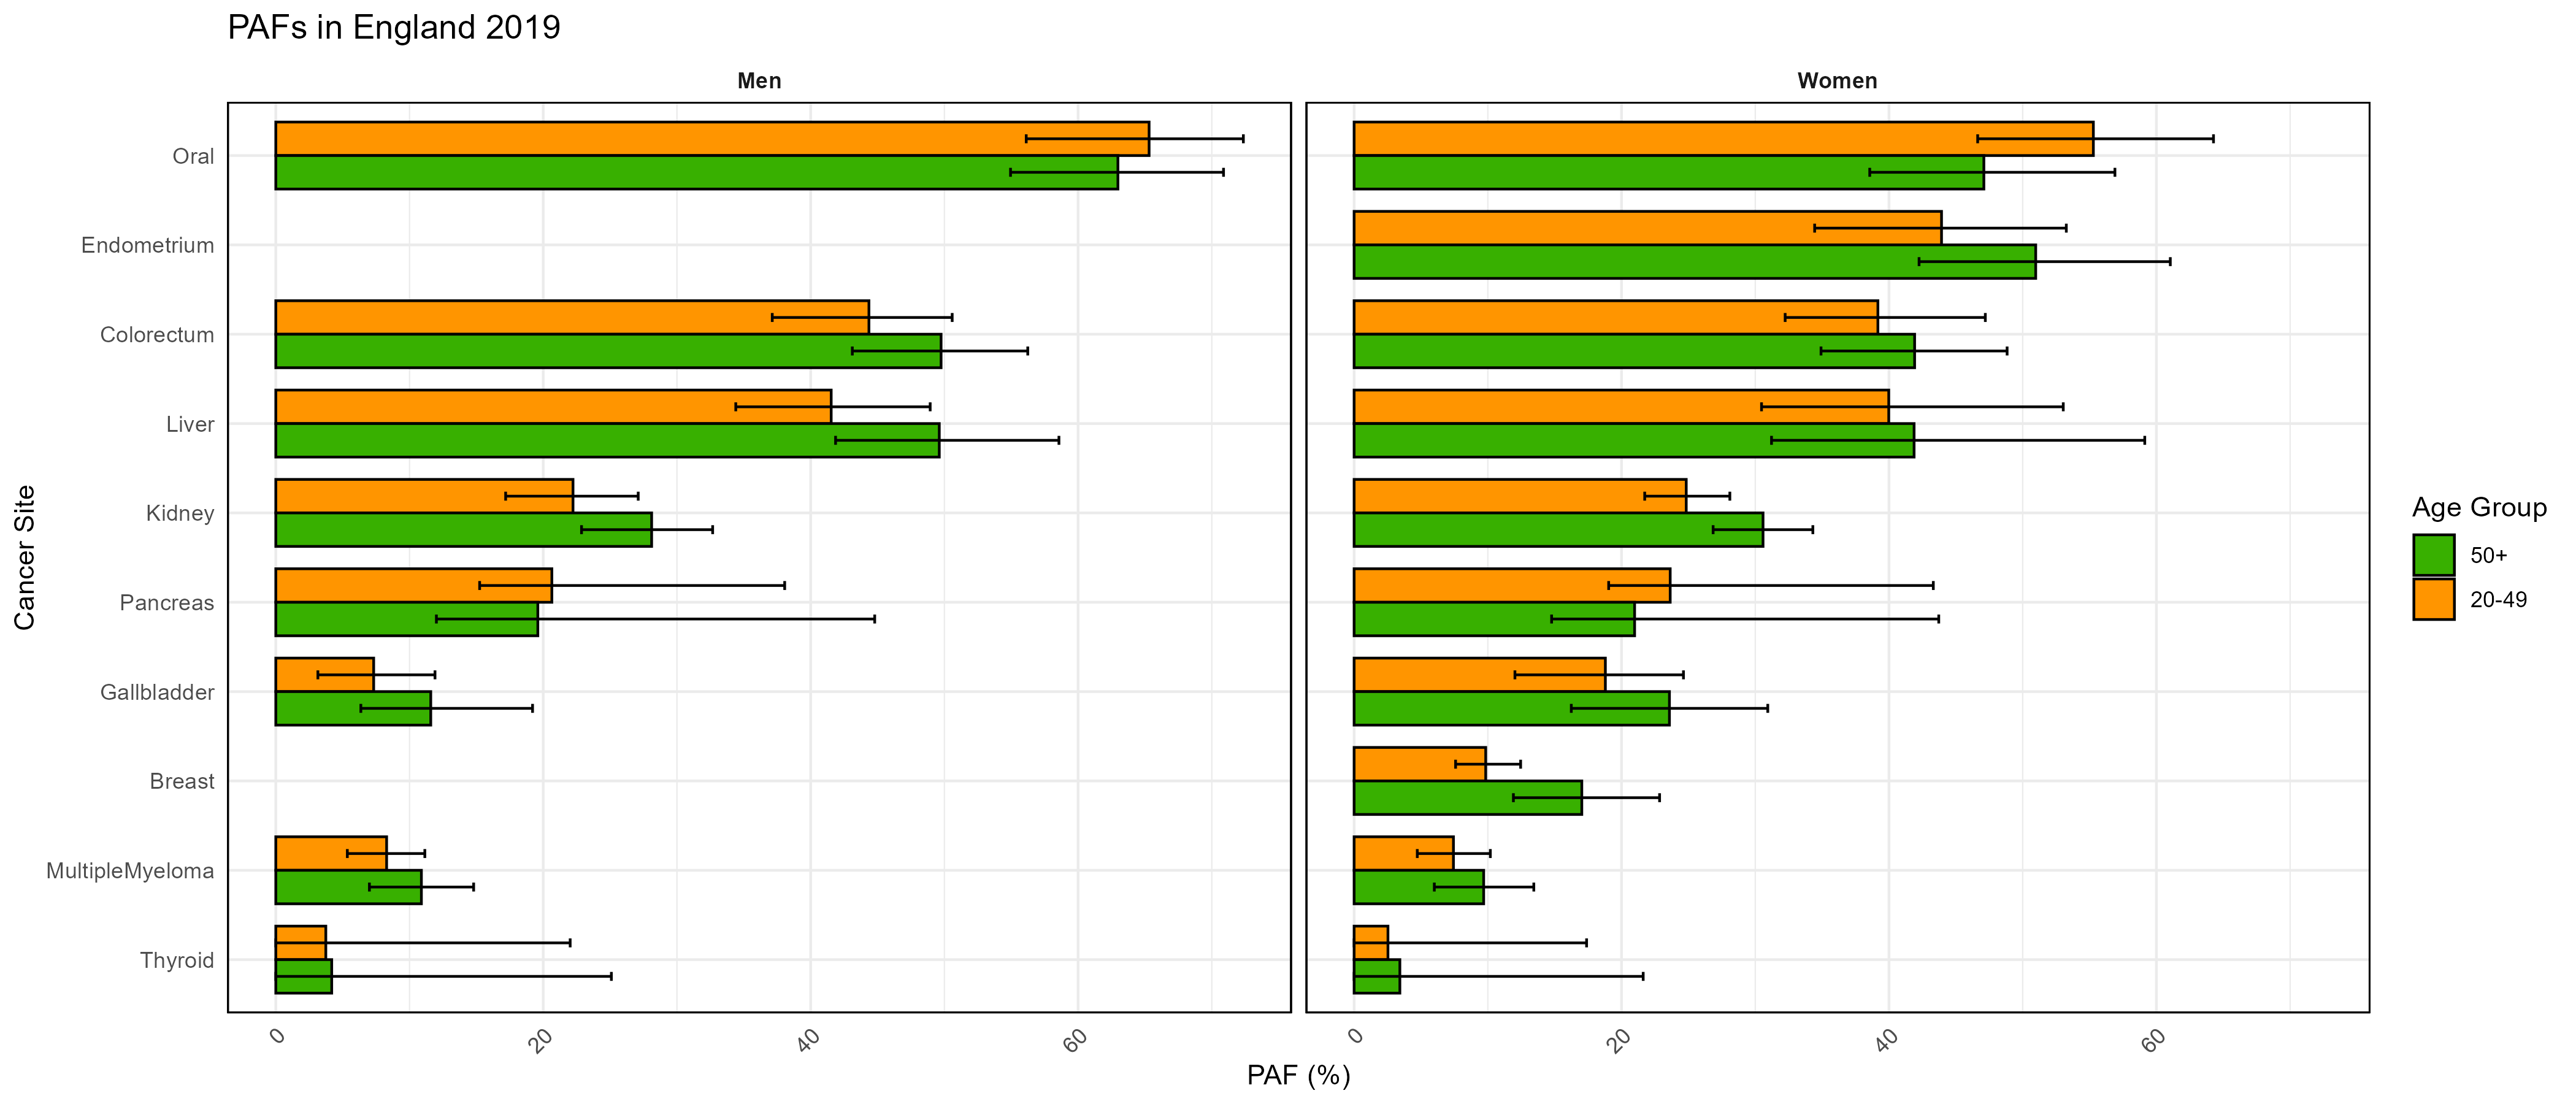 PAFs in England 2019
Men
Women
Cancer Site
Oral
Endometrium
Colorectum
Liver
Kidney
Pancreas
Gallbladder
Breast
MultipleMyeloma
Thyroid
0
20
40
60
0
20
40
60
PAF (%)
Age Group
50+
20-49